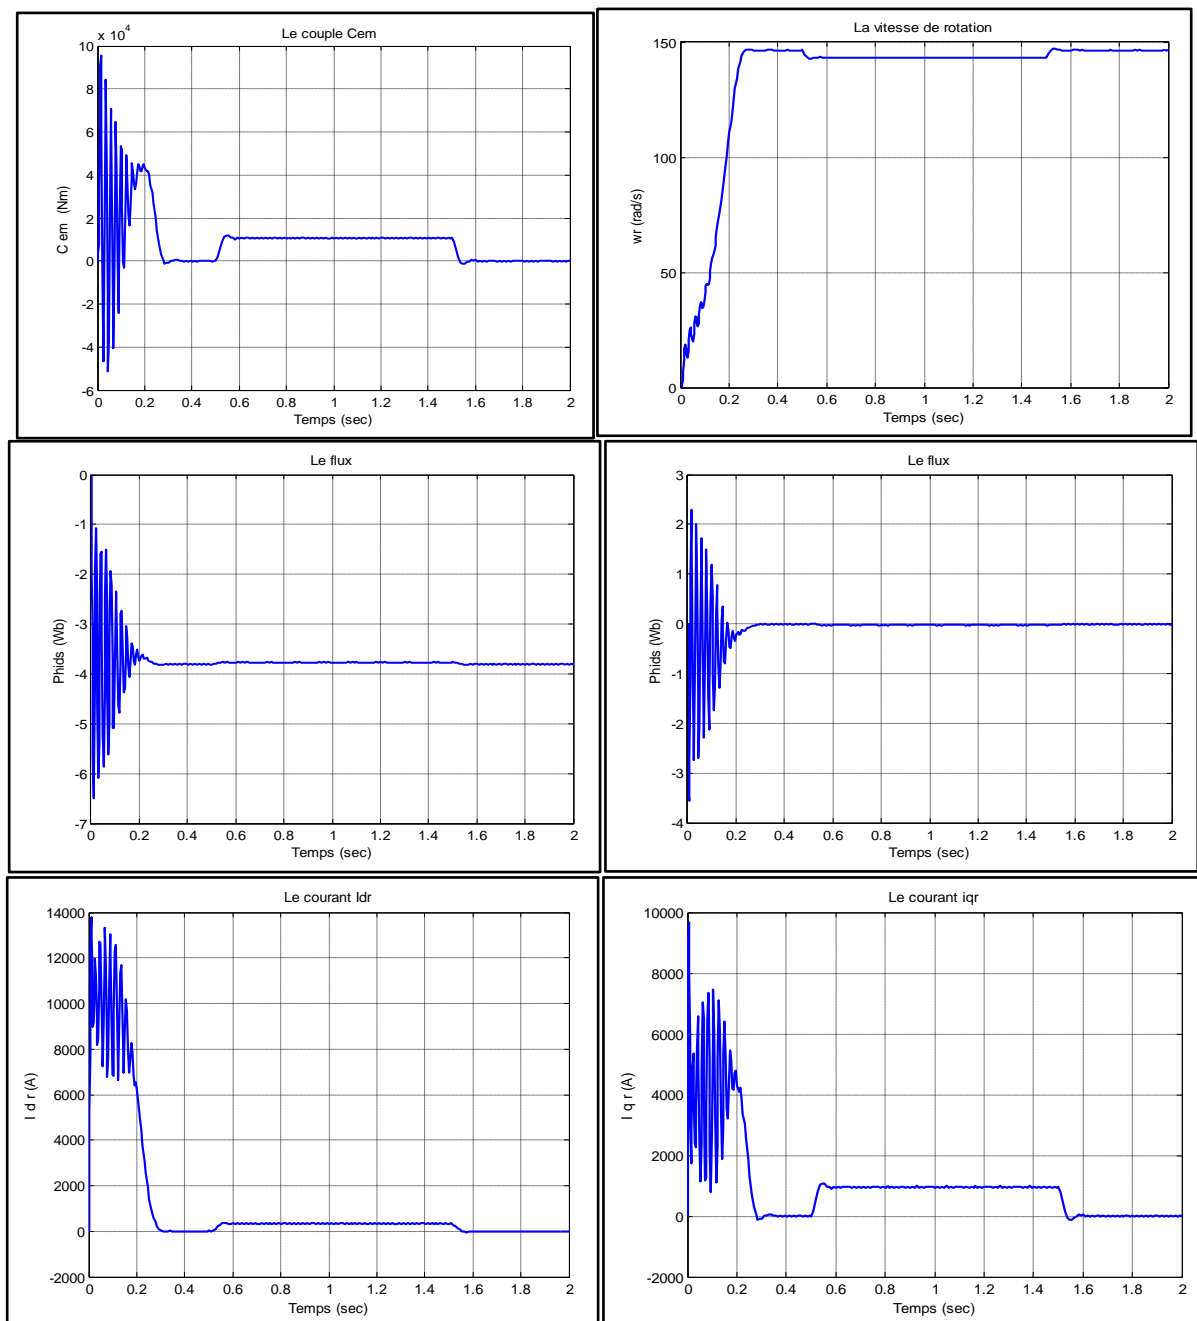 Le couple Cem
x 10^4
10
8
6
4
2
0
-2
-4
-6
C em (Nm)
0 0.2 0.4 0.6 0.8 1 1.2 1.4 1.6 1.8 2
Temps (sec)
La vitesse de rotation
150
100
50
0
wr (rad/s)
0 0.2 0.4 0.6 0.8 1 1.2 1.4 1.6 1.8 2
Temps (sec)
Le flux
0
-1
-2
-3
-4
-5
-6
-7
Phids (Wb)
0 0.2 0.4 0.6 0.8 1 1.2 1.4 1.6 1.8 2
Temps (sec)
Le flux
3
2
1
0
-1
-2
-3
-4
Phids (Wb)
0 0.2 0.4 0.6 0.8 1 1.2 1.4 1.6 1.8 2
Temps (sec)
Le courant Idr
14000
12000
10000
8000
6000
4000
2000
0
-2000
I d r (A)
0 0.2 0.4 0.6 0.8 1 1.2 1.4 1.6 1.8 2
Temps (sec)
Le courant iqr
10000
8000
6000
4000
2000
0
-2000
I q r (A)
0 0.2 0.4 0.6 0.8 1 1.2 1.4 1.6 1.8 2
Temps (sec)